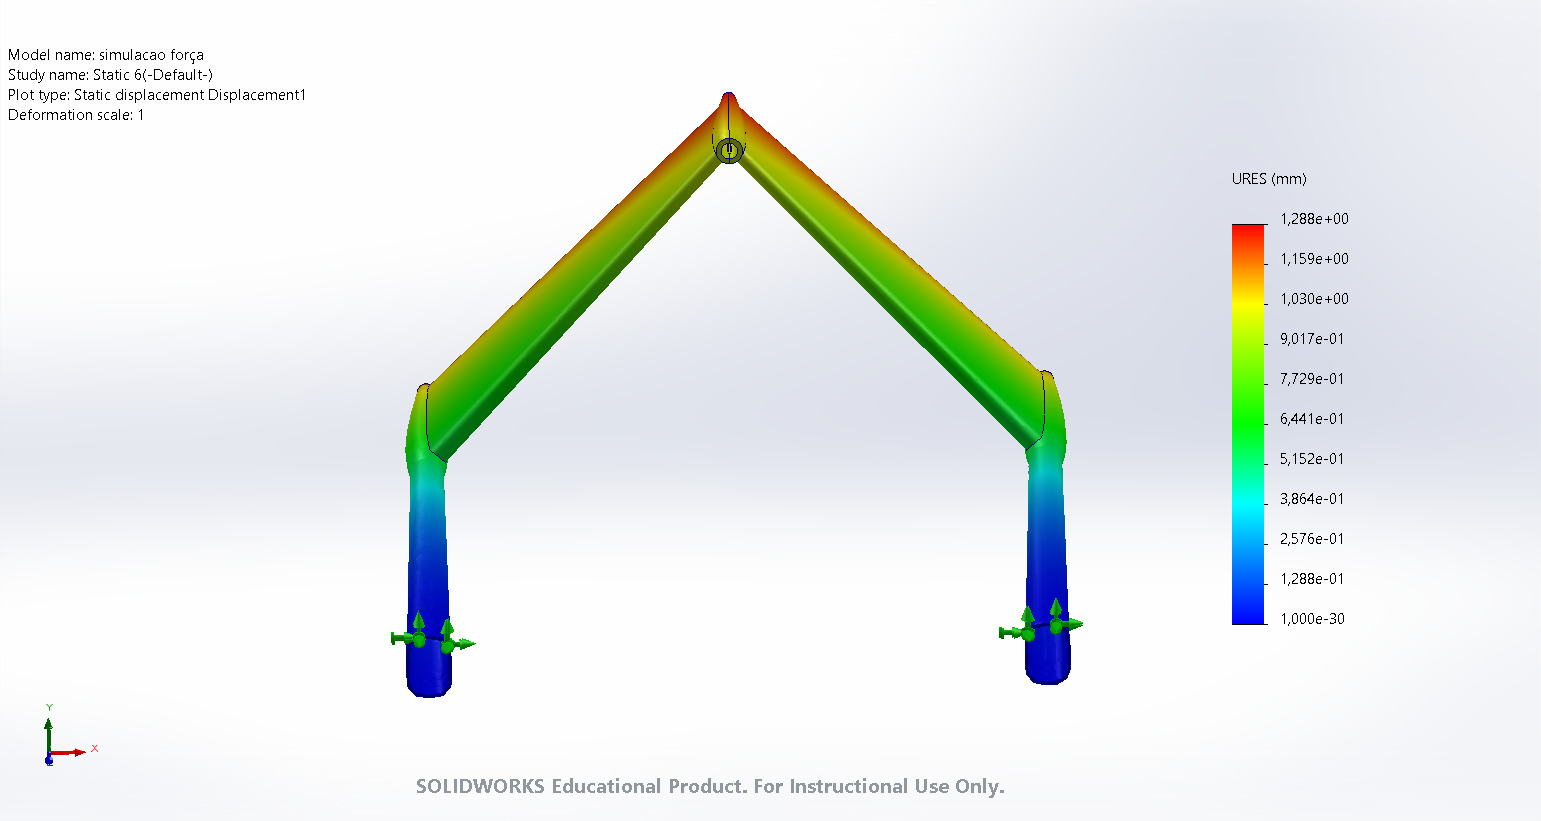 Model name: simulacao força
Study name: Static 6(-Default-)
Plot type: Static displacement Displacement1
Deformation scale: 1
URES (mm)
1,288e+00
1,159e+00
1,030e+00
9,017e-01
7,729e-01
6,441e-01
5,152e-01
3,864e-01
2,576e-01
1,288e-01
1,000e-30
Y
X
SOLIDWORKS Educational Product. For Instructional Use Only.